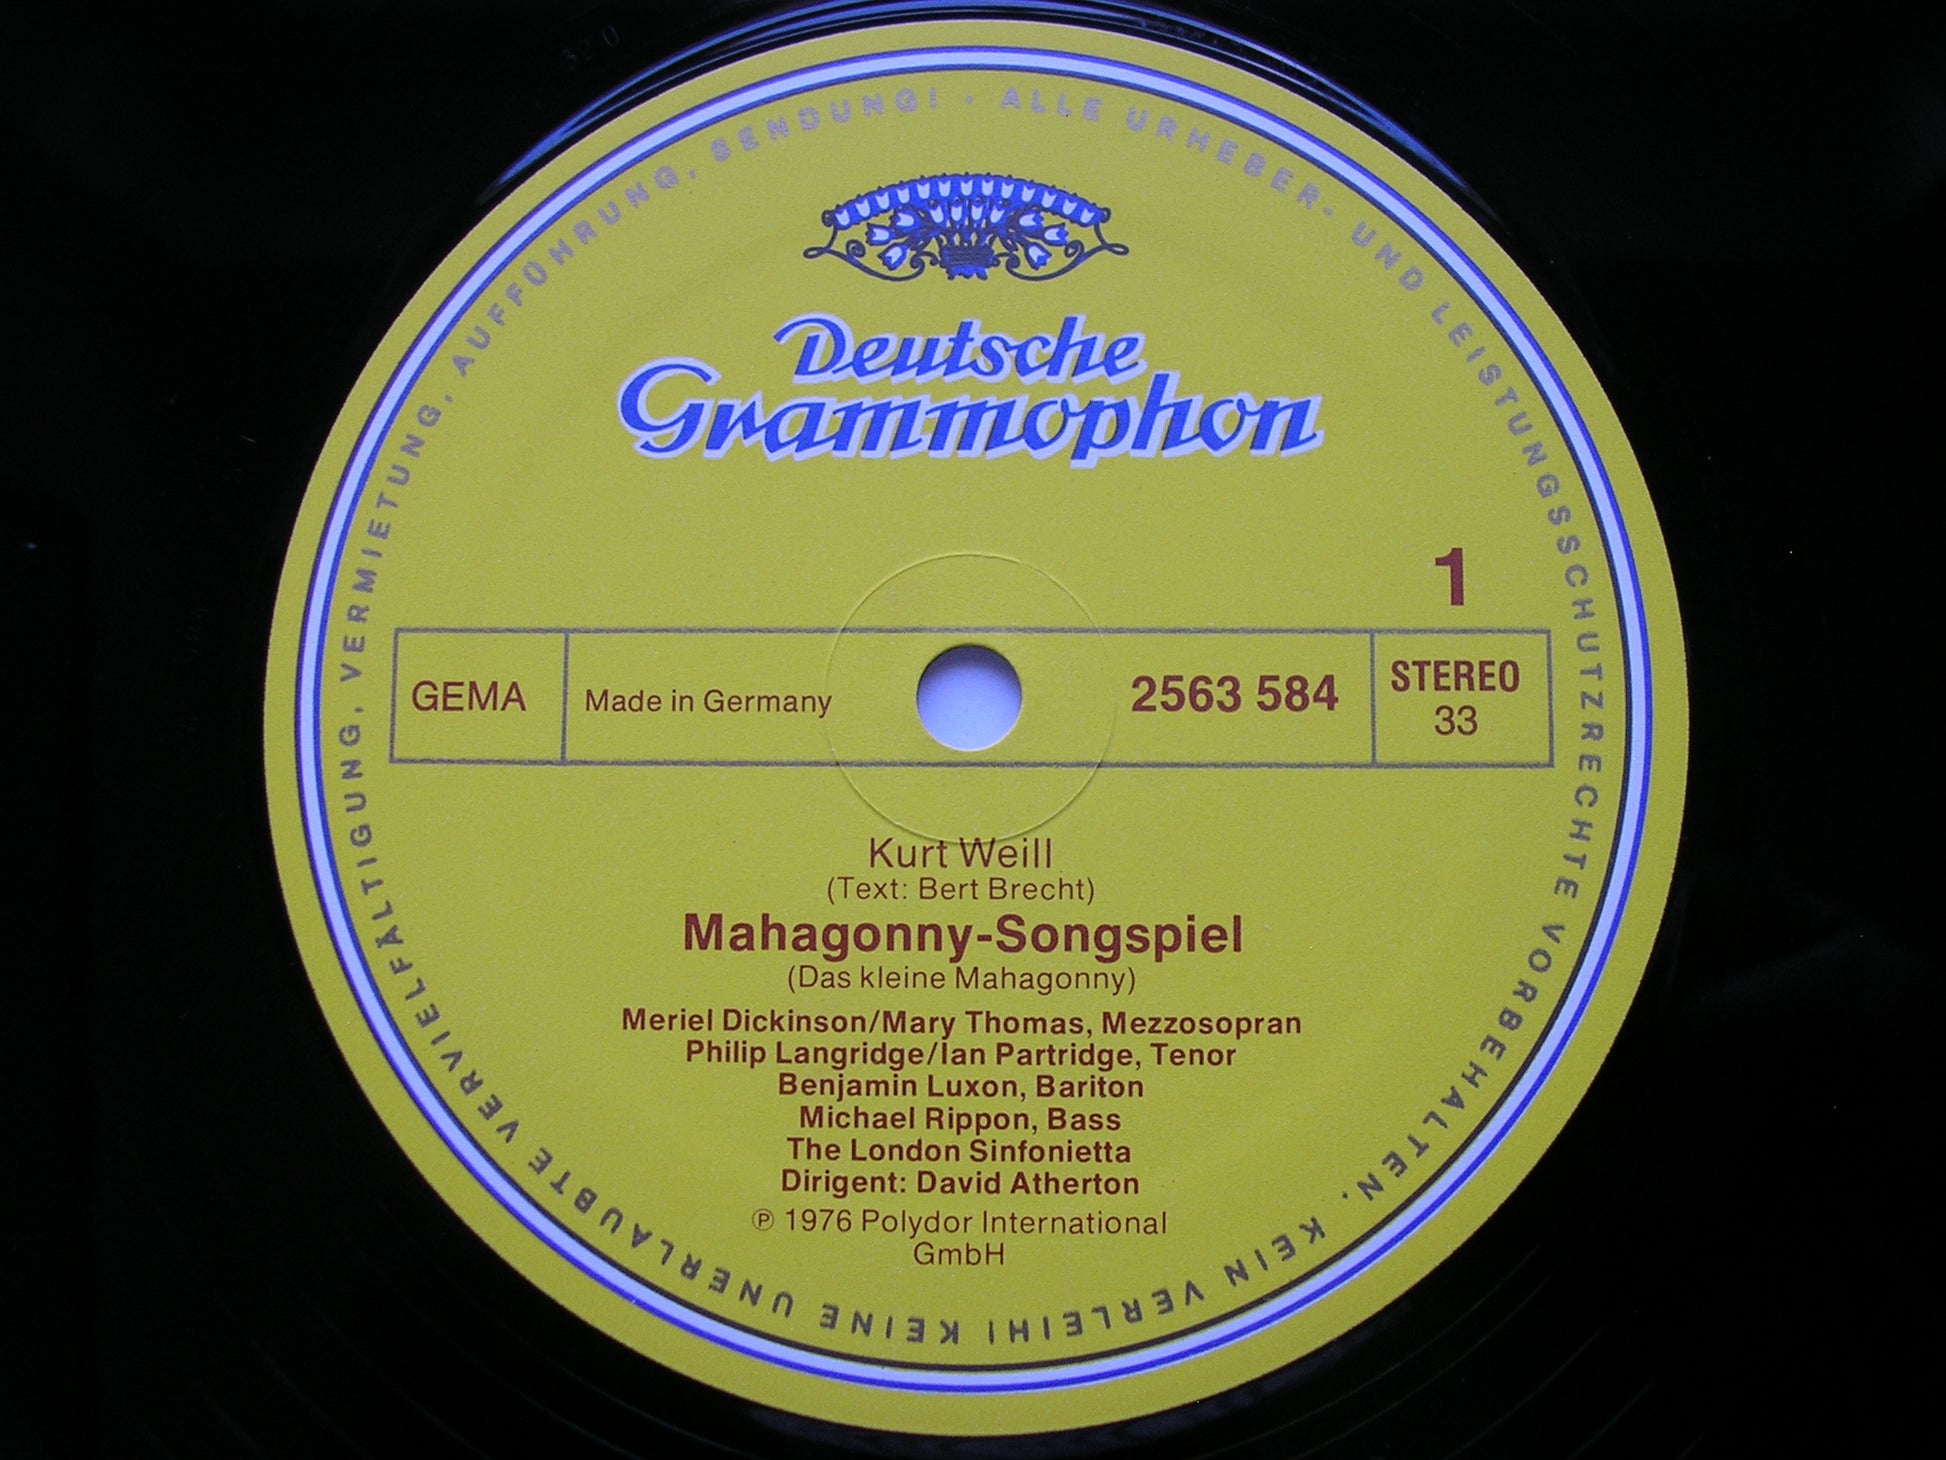 ALLE URHEBER- UND LEISTUNGSSCHUTZRECHTE VORBEHALTEN. KEIN VERLEIH! KEINE UNERLAUBTE VERVIELFÄLTIGUNG, VERMIETUNG, AUFFÜHRUNG, SENDUNG! ·
Deutsche
Grammophon
1
GEMA
Made in Germany
2563 584
STEREO
33
Kurt Weill
(Text: Bert Brecht)
Mahagonny-Songspiel
(Das kleine Mahagonny)
Meriel Dickinson/Mary Thomas, Mezzosopran
Philip Langridge/Ian Partridge, Tenor
Benjamin Luxon, Bariton
Michael Rippon, Bass
The London Sinfonietta
Dirigent: David Atherton
℗ 1976 Polydor International
GmbH